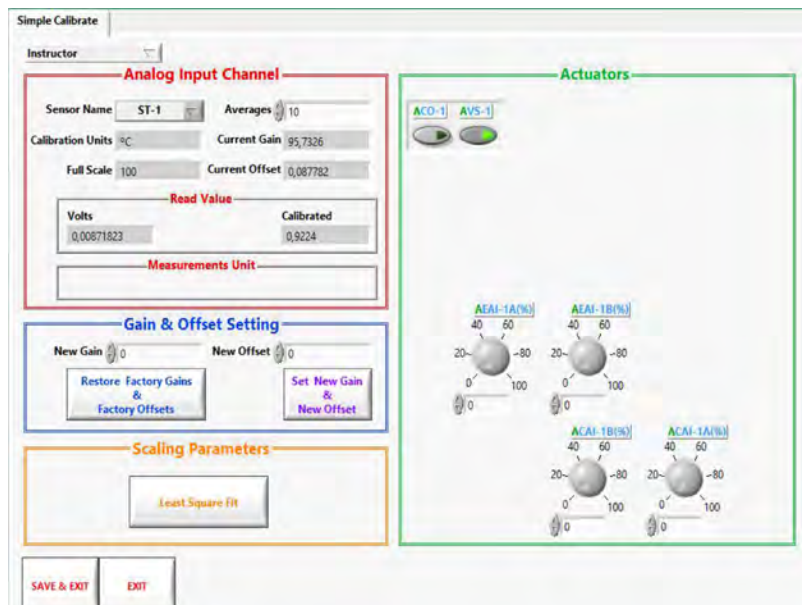 Simple Calibrate
Instructor
Analog Input Channel
Sensor Name ST-1 Averages 10
Calibration Units ºC Current Gain 95,7326
Full Scale 100 Current Offset 0,087782
Read Value
Volts Calibrated
0,00871823 0,9224
Measurements Unit
Gain & Offset Setting
New Gain 0 New Offset 0
Restore Factory Gains
&
Factory Offsets
Set New Gain
&
New Offset
Scaling Parameters
Least Square Fit
SAVE & EXIT EXIT
Actuators
ACO-1 AVS-1
AEAI-1A(%) AEAI-1B(%)
40 60 40 60
20 80 20 80
0 100 0 100
0 0
ACAI-1B(%) ACAI-1A(%)
40 60 40 60
20 80 20 80
0 100 0 100
0 0